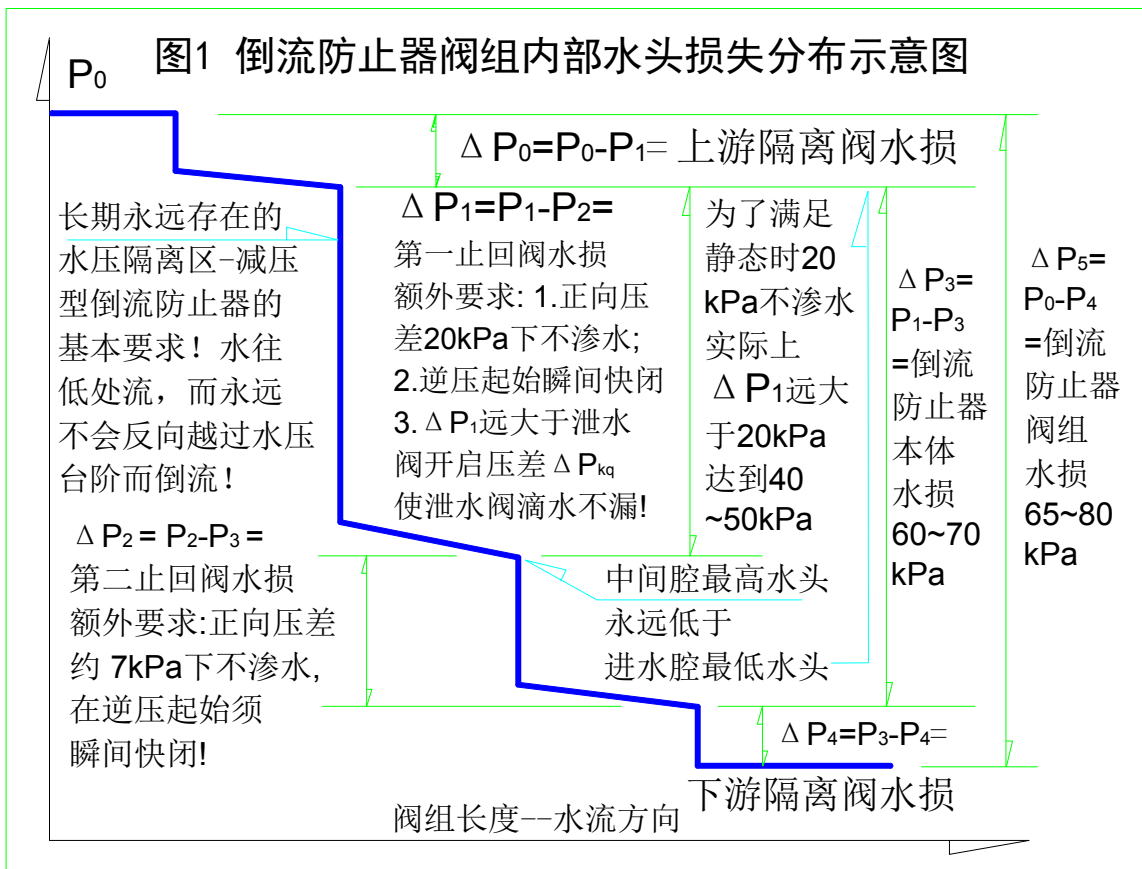 图1 倒流防止器阀组内部水头损失分布示意图
P₀
Δ P₀=P₀-P₁= 上游隔离阀水损
长期永远存在的
水压隔离区-减压
型倒流防止器的
基本要求！水往
低处流，而永远
不会反向越过水压
台阶而倒流！
Δ P₁=P₁-P₂=
第一止回阀水损
额外要求: 1.正向压
差20kPa下不渗水;
2.逆压起始瞬间快闭
3. Δ P₁远大于泄水
阀开启压差 Δ Pkq
使泄水阀滴水不漏!
为了满足
静态时20
kPa不渗水
实际上
Δ P₁远大
于20kPa
达到40
~50kPa
Δ P₃=
P₁-P₃
=倒流
防止器
本体
水损
60~70
kPa
Δ P₅=
P₀-P₄
=倒流
防止器
阀组
水损
65~80
kPa
Δ P₂ = P₂-P₃ =
第二止回阀水损
额外要求:正向压差
约 7kPa下不渗水,
在逆压起始须
瞬间快闭!
中间腔最高水头
永远低于
进水腔最低水头
Δ P₄=P₃-P₄=
下游隔离阀水损
阀组长度--水流方向